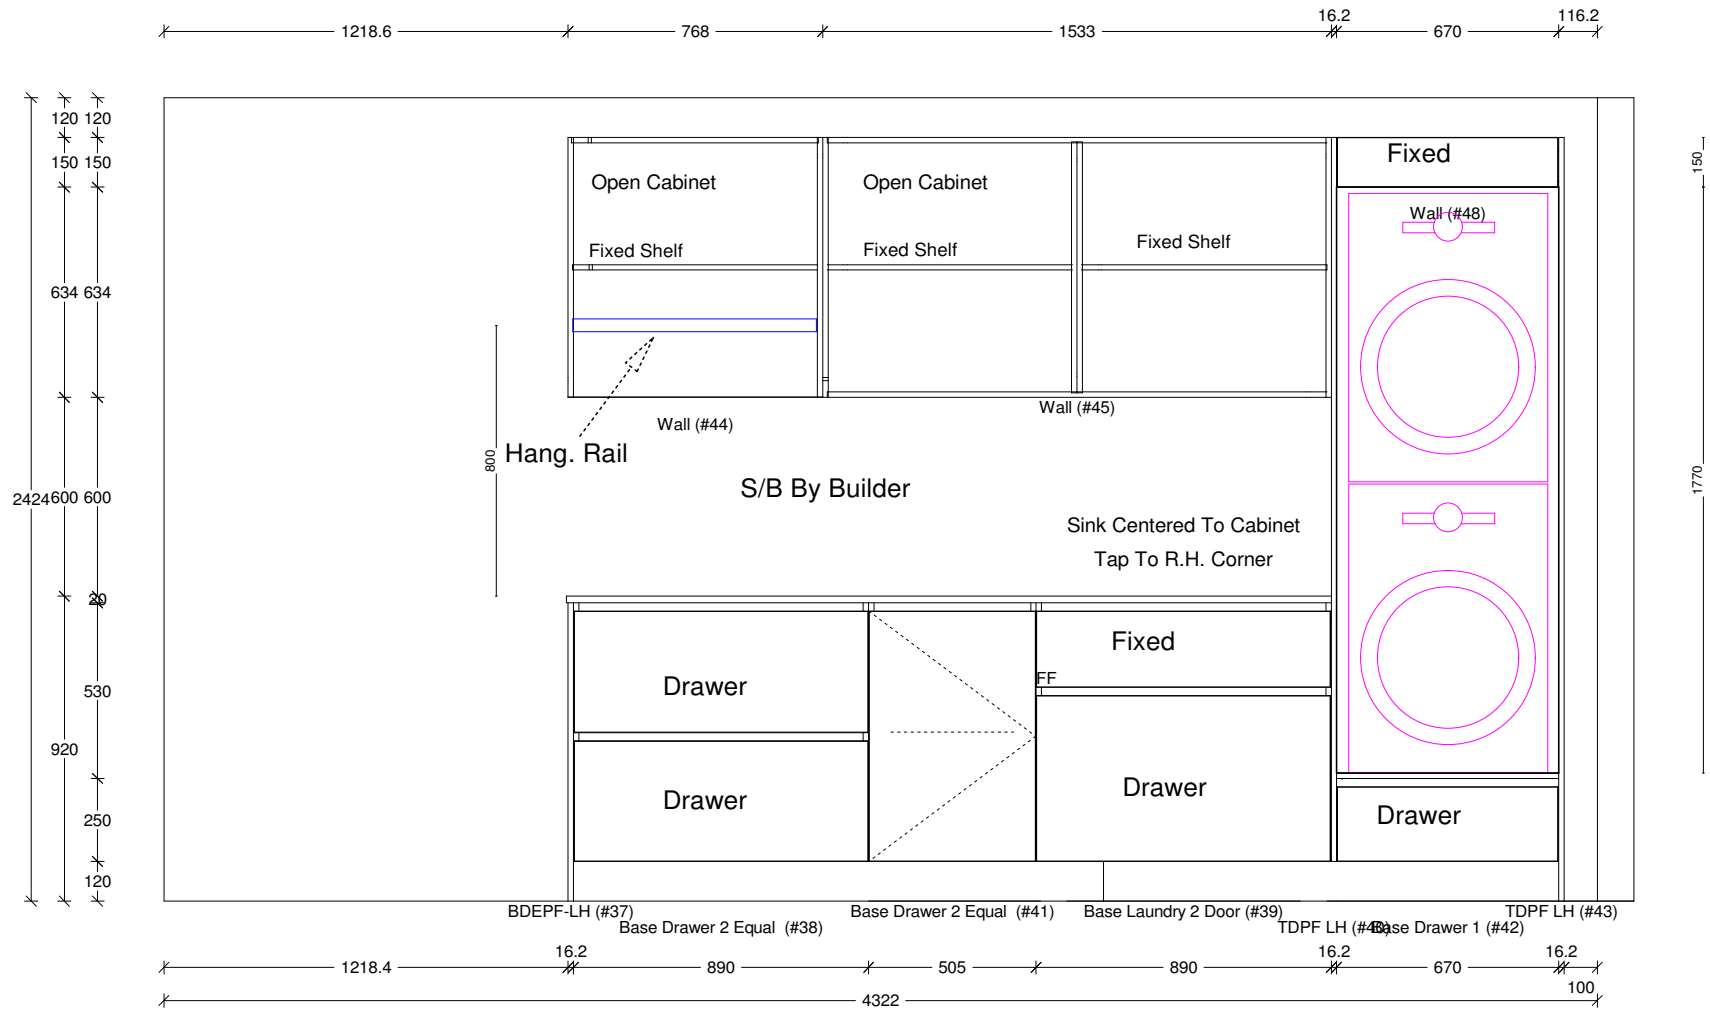 16.2 116.2
1218.6 768 1533 670
120 120
150 150
Fixed
150
Open Cabinet Open Cabinet
Wall (#48)
Fixed Shelf Fixed Shelf Fixed Shelf
634 634
Wall (#44) Wall (#45)
Hang. Rail
800
S/B By Builder
1770
2424 600 600
Sink Centered To Cabinet
Tap To R.H. Corner
20
Fixed
FF
Drawer
530
920
Drawer
Drawer
Drawer
250
120
BDEPF-LH (#37) Base Drawer 2 Equal (#41) Base Laundry 2 Door (#39) TDPF LH (#43)
Base Drawer 2 Equal (#38) TDPF LH (#40) Base Drawer 1 (#42)
16.2 16.2 16.2
1218.4 890 505 890 670
100
4322